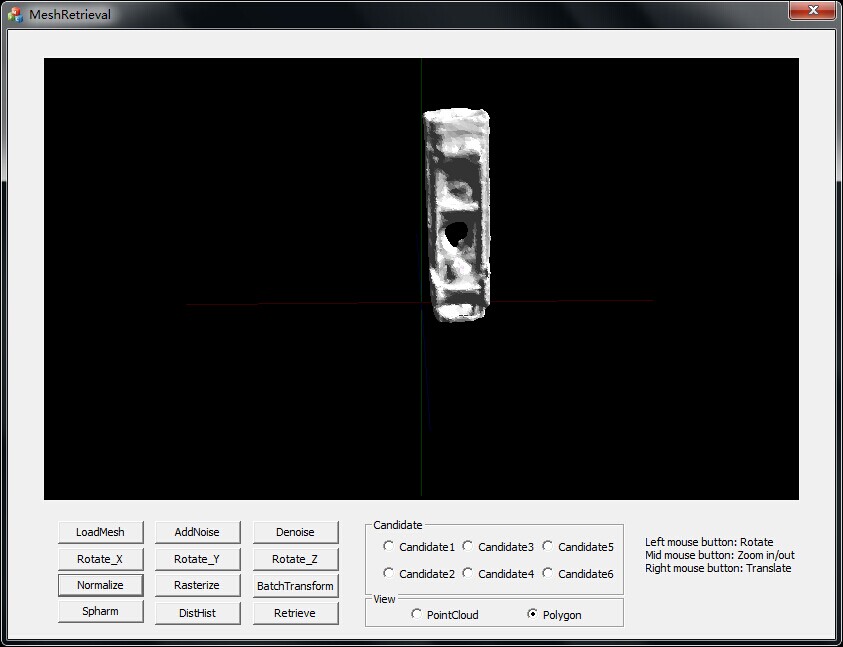 MeshRetrieval
LoadMesh AddNoise Denoise
Rotate_X Rotate_Y Rotate_Z
Normalize Rasterize BatchTransform
Spharm DistHist Retrieve
Candidate
Candidate1 Candidate3 Candidate5
Candidate2 Candidate4 Candidate6
View
PointCloud Polygon
Left mouse button: Rotate
Mid mouse button: Zoom in/out
Right mouse button: Translate